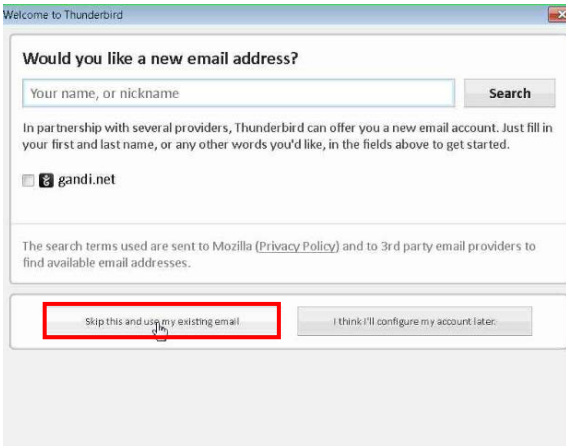 Welcome to Thunderbird
Would you like a new email address?
Your name, or nickname
Search
In partnership with several providers, Thunderbird can offer you a new email account. Just fill in
your first and last name, or any other words you'd like, in the fields above to get started.
gandi.net
The search terms used are sent to Mozilla (Privacy Policy) and to 3rd party email providers to
find available email addresses.
Skip this and use my existing email
I think I'll configure my account later.